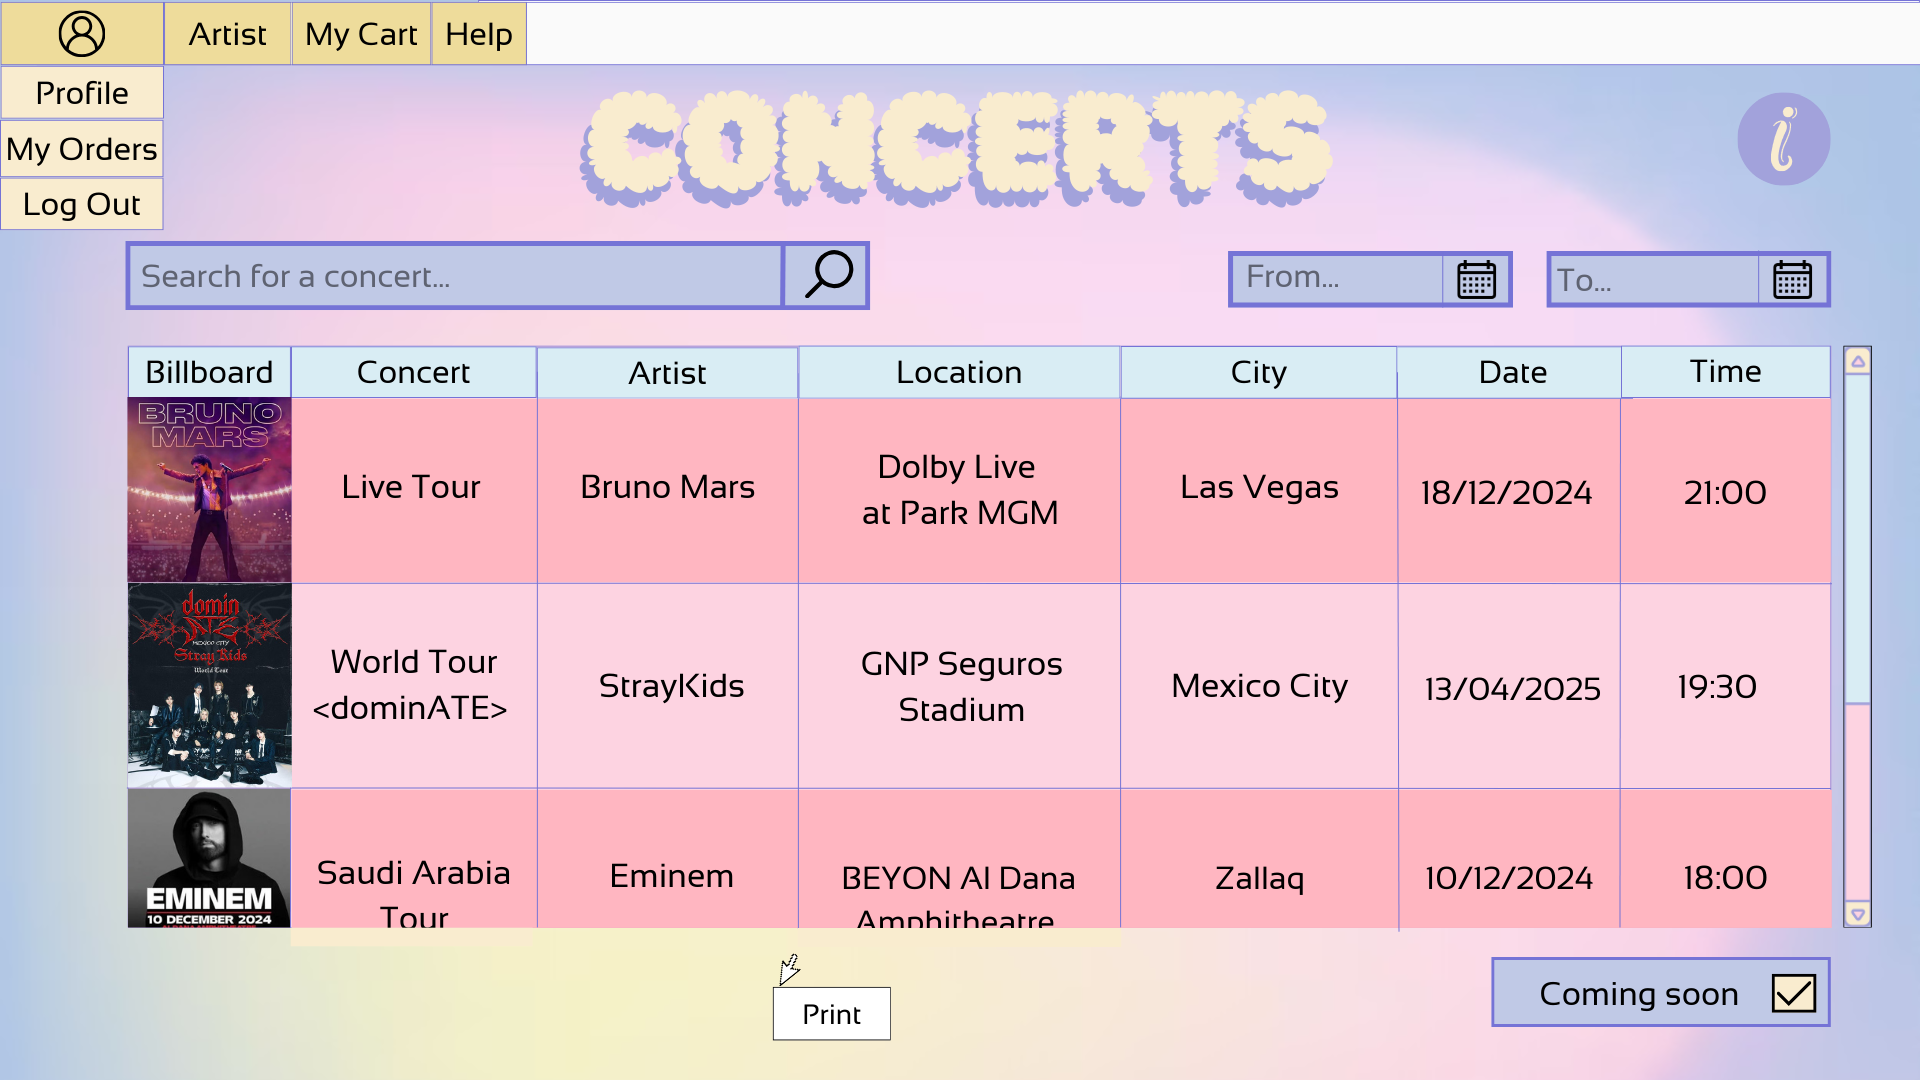 Artist
My Cart
Help
Profile
My Orders
Log Out
CONCERTS
i
Search for a concert...
From...
To...
Billboard
Concert
Artist
Location
City
Date
Time
BRUNO
MARS
Live Tour
Bruno Mars
Dolby Live
at Park MGM
Las Vegas
18/12/2024
21:00
domin
ATE
MEXICO CITY
Stray Kids
World Tour
World Tour
<dominATE>
StrayKids
GNP Seguros
Stadium
Mexico City
13/04/2025
19:30
EMINEM
10 DECEMBER 2024
Saudi Arabia
Tour
Eminem
BEYON Al Dana
Amphitheatre
Zallaq
10/12/2024
18:00
Print
Coming soon